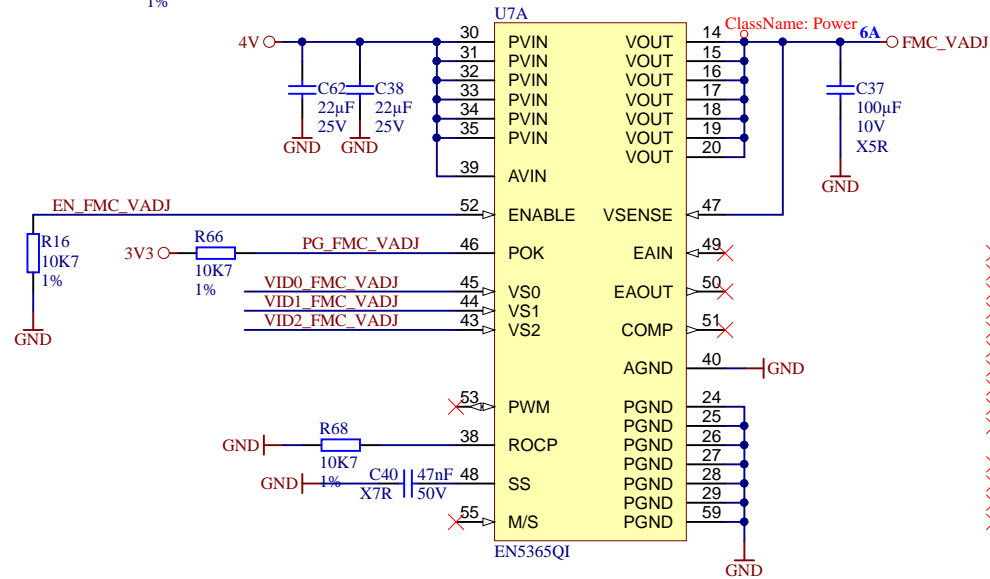 1%
U7A
ClassName: Power
6A
4V
30
PVIN
VOUT
14
FMC_VADJ
31
PVIN
VOUT
15
32
PVIN
VOUT
16
33
PVIN
VOUT
17
34
PVIN
VOUT
18
35
PVIN
VOUT
19
VOUT
20
C62
22µF
25V
GND
C38
22µF
25V
GND
C37
100µF
10V
X5R
GND
39
AVIN
EN_FMC_VADJ
52
ENABLE
VSENSE
47
R16
10K7
1%
GND
3V3
R66
10K7
1%
PG_FMC_VADJ
46
POK
EAIN
49
VID0_FMC_VADJ
45
VS0
EAOUT
50
VID1_FMC_VADJ
44
VS1
VID2_FMC_VADJ
43
VS2
COMP
51
AGND
40
GND
53
PWM
PGND
24
PGND
25
GND
R68
10K7
1%
38
ROCP
PGND
26
PGND
27
GND
C40
X7R
47nF
50V
48
SS
PGND
28
PGND
29
55
M/S
PGND
59
EN5365QI
GND